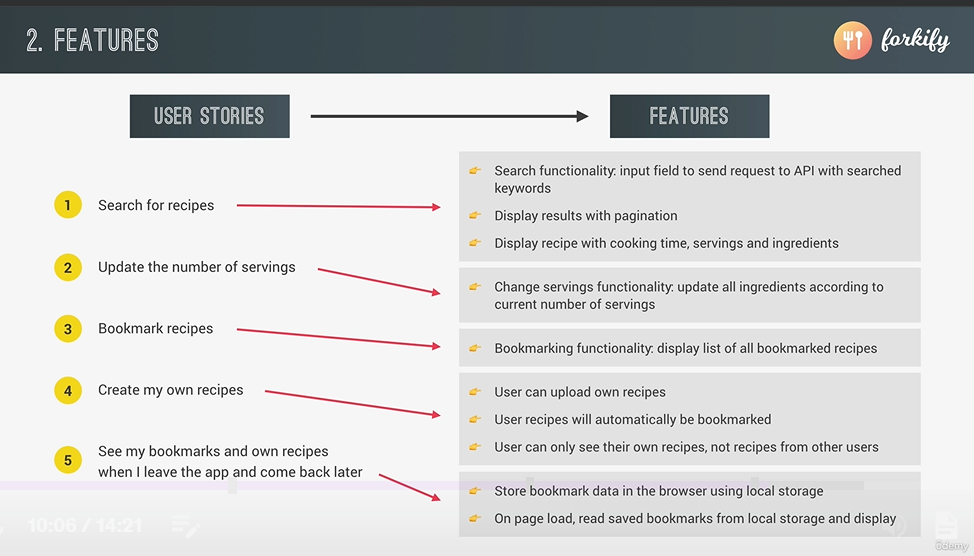 2. FEATURES
forkify
USER STORIES
FEATURES
1
Search for recipes
Search functionality: input field to send request to API with searched
keywords
Display results with pagination
Display recipe with cooking time, servings and ingredients
2
Update the number of servings
Change servings functionality: update all ingredients according to
current number of servings
3
Bookmark recipes
Bookmarking functionality: display list of all bookmarked recipes
4
Create my own recipes
User can upload own recipes
User recipes will automatically be bookmarked
User can only see their own recipes, not recipes from other users
5
See my bookmarks and own recipes
when I leave the app and come back later
Store bookmark data in the browser using local storage
On page load, read saved bookmarks from local storage and display
10:06 / 14:21
ûdemy